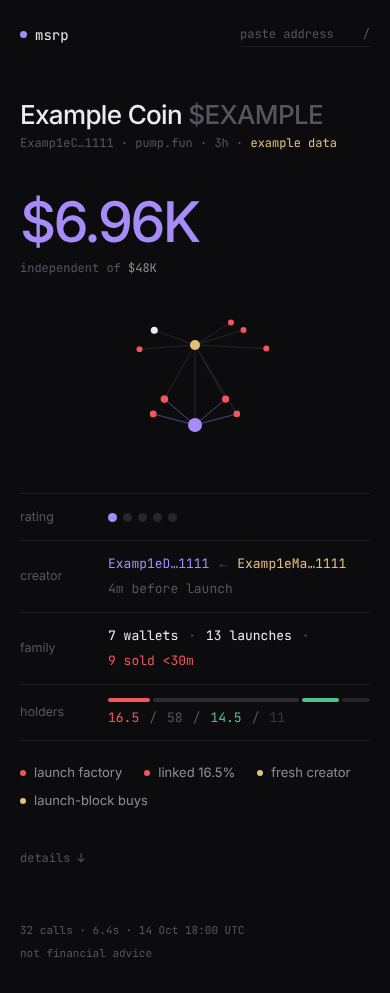 msrp
paste address /
Example Coin $EXAMPLE
Examp1eC…1111 · pump.fun · 3h · example data
$6.96K
independent of $48K
rating
creator
Examp1eD…1111 ← Examp1eMa…1111
4m before launch
family
7 wallets · 13 launches ·
9 sold <30m
holders
16.5 / 58 / 14.5 / 11
launch factory
linked 16.5%
fresh creator
launch-block buys
details ↓
32 calls · 6.4s · 14 Oct 18:00 UTC
not financial advice